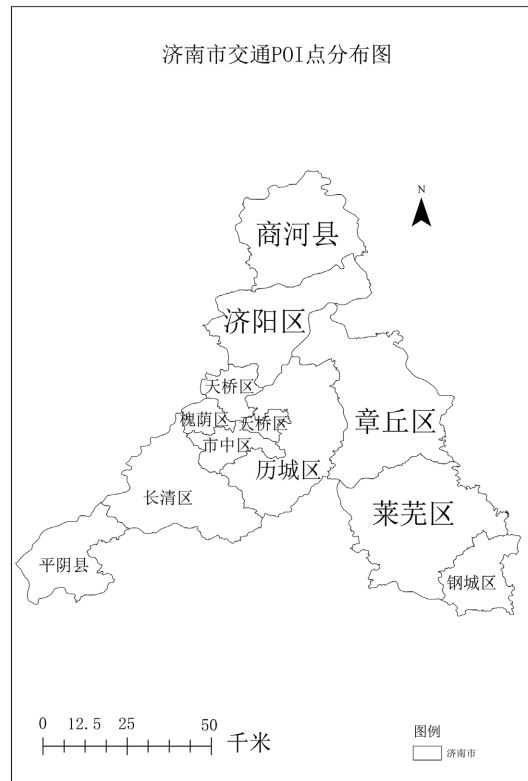 济南市交通POI点分布图
N
商河县
济阳区
天桥区
槐荫区
天桥区
市中区
历城区
章丘区
长清区
莱芜区
平阴县
钢城区
0 12.5 25 50
千米
图例
济南市